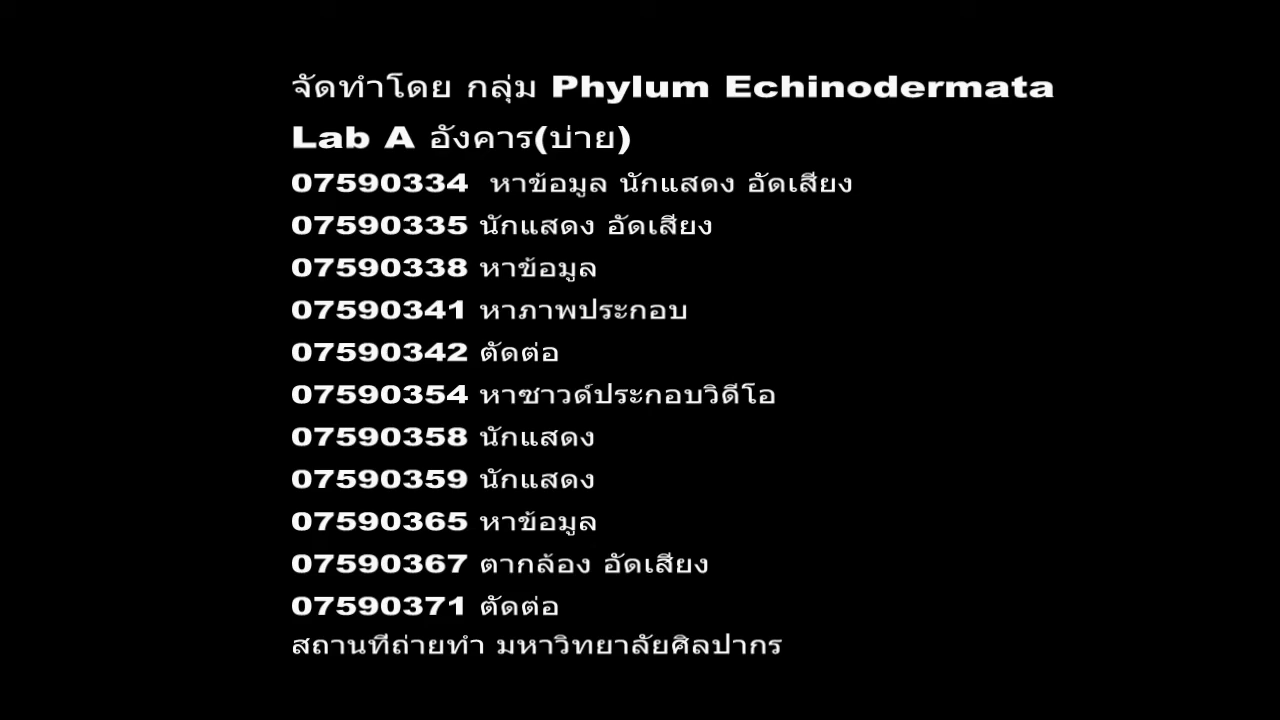 จัดทำโดย กลุ่ม Phylum Echinodermata
Lab A อังคาร(บ่าย)
07590334 หาข้อมูล นักแสดง อัดเสียง
07590335 นักแสดง อัดเสียง
07590338 หาข้อมูล
07590341 หาภาพประกอบ
07590342 ตัดต่อ
07590354 หาซาวด์ประกอบวิดีโอ
07590358 นักแสดง
07590359 นักแสดง
07590365 หาข้อมูล
07590367 ตากล้อง อัดเสียง
07590371 ตัดต่อ
สถานที่ถ่ายทำ มหาวิทยาลัยศิลปากร